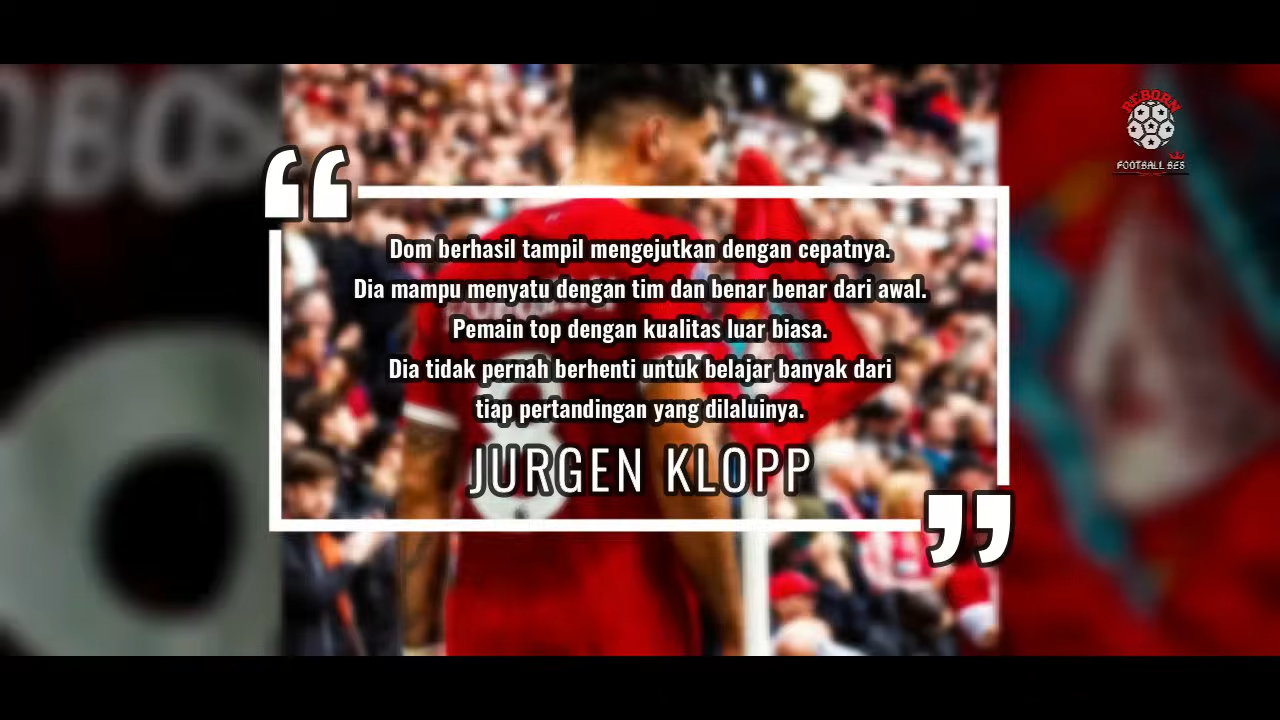 REBORN
FOOTBALL BES
Dom berhasil tampil mengejutkan dengan cepatnya.
Dia mampu menyatu dengan tim dan benar benar dari awal.
Pemain top dengan kualitas luar biasa.
Dia tidak pernah berhenti untuk belajar banyak dari
tiap pertandingan yang dilaluinya.
JURGEN KLOPP
8